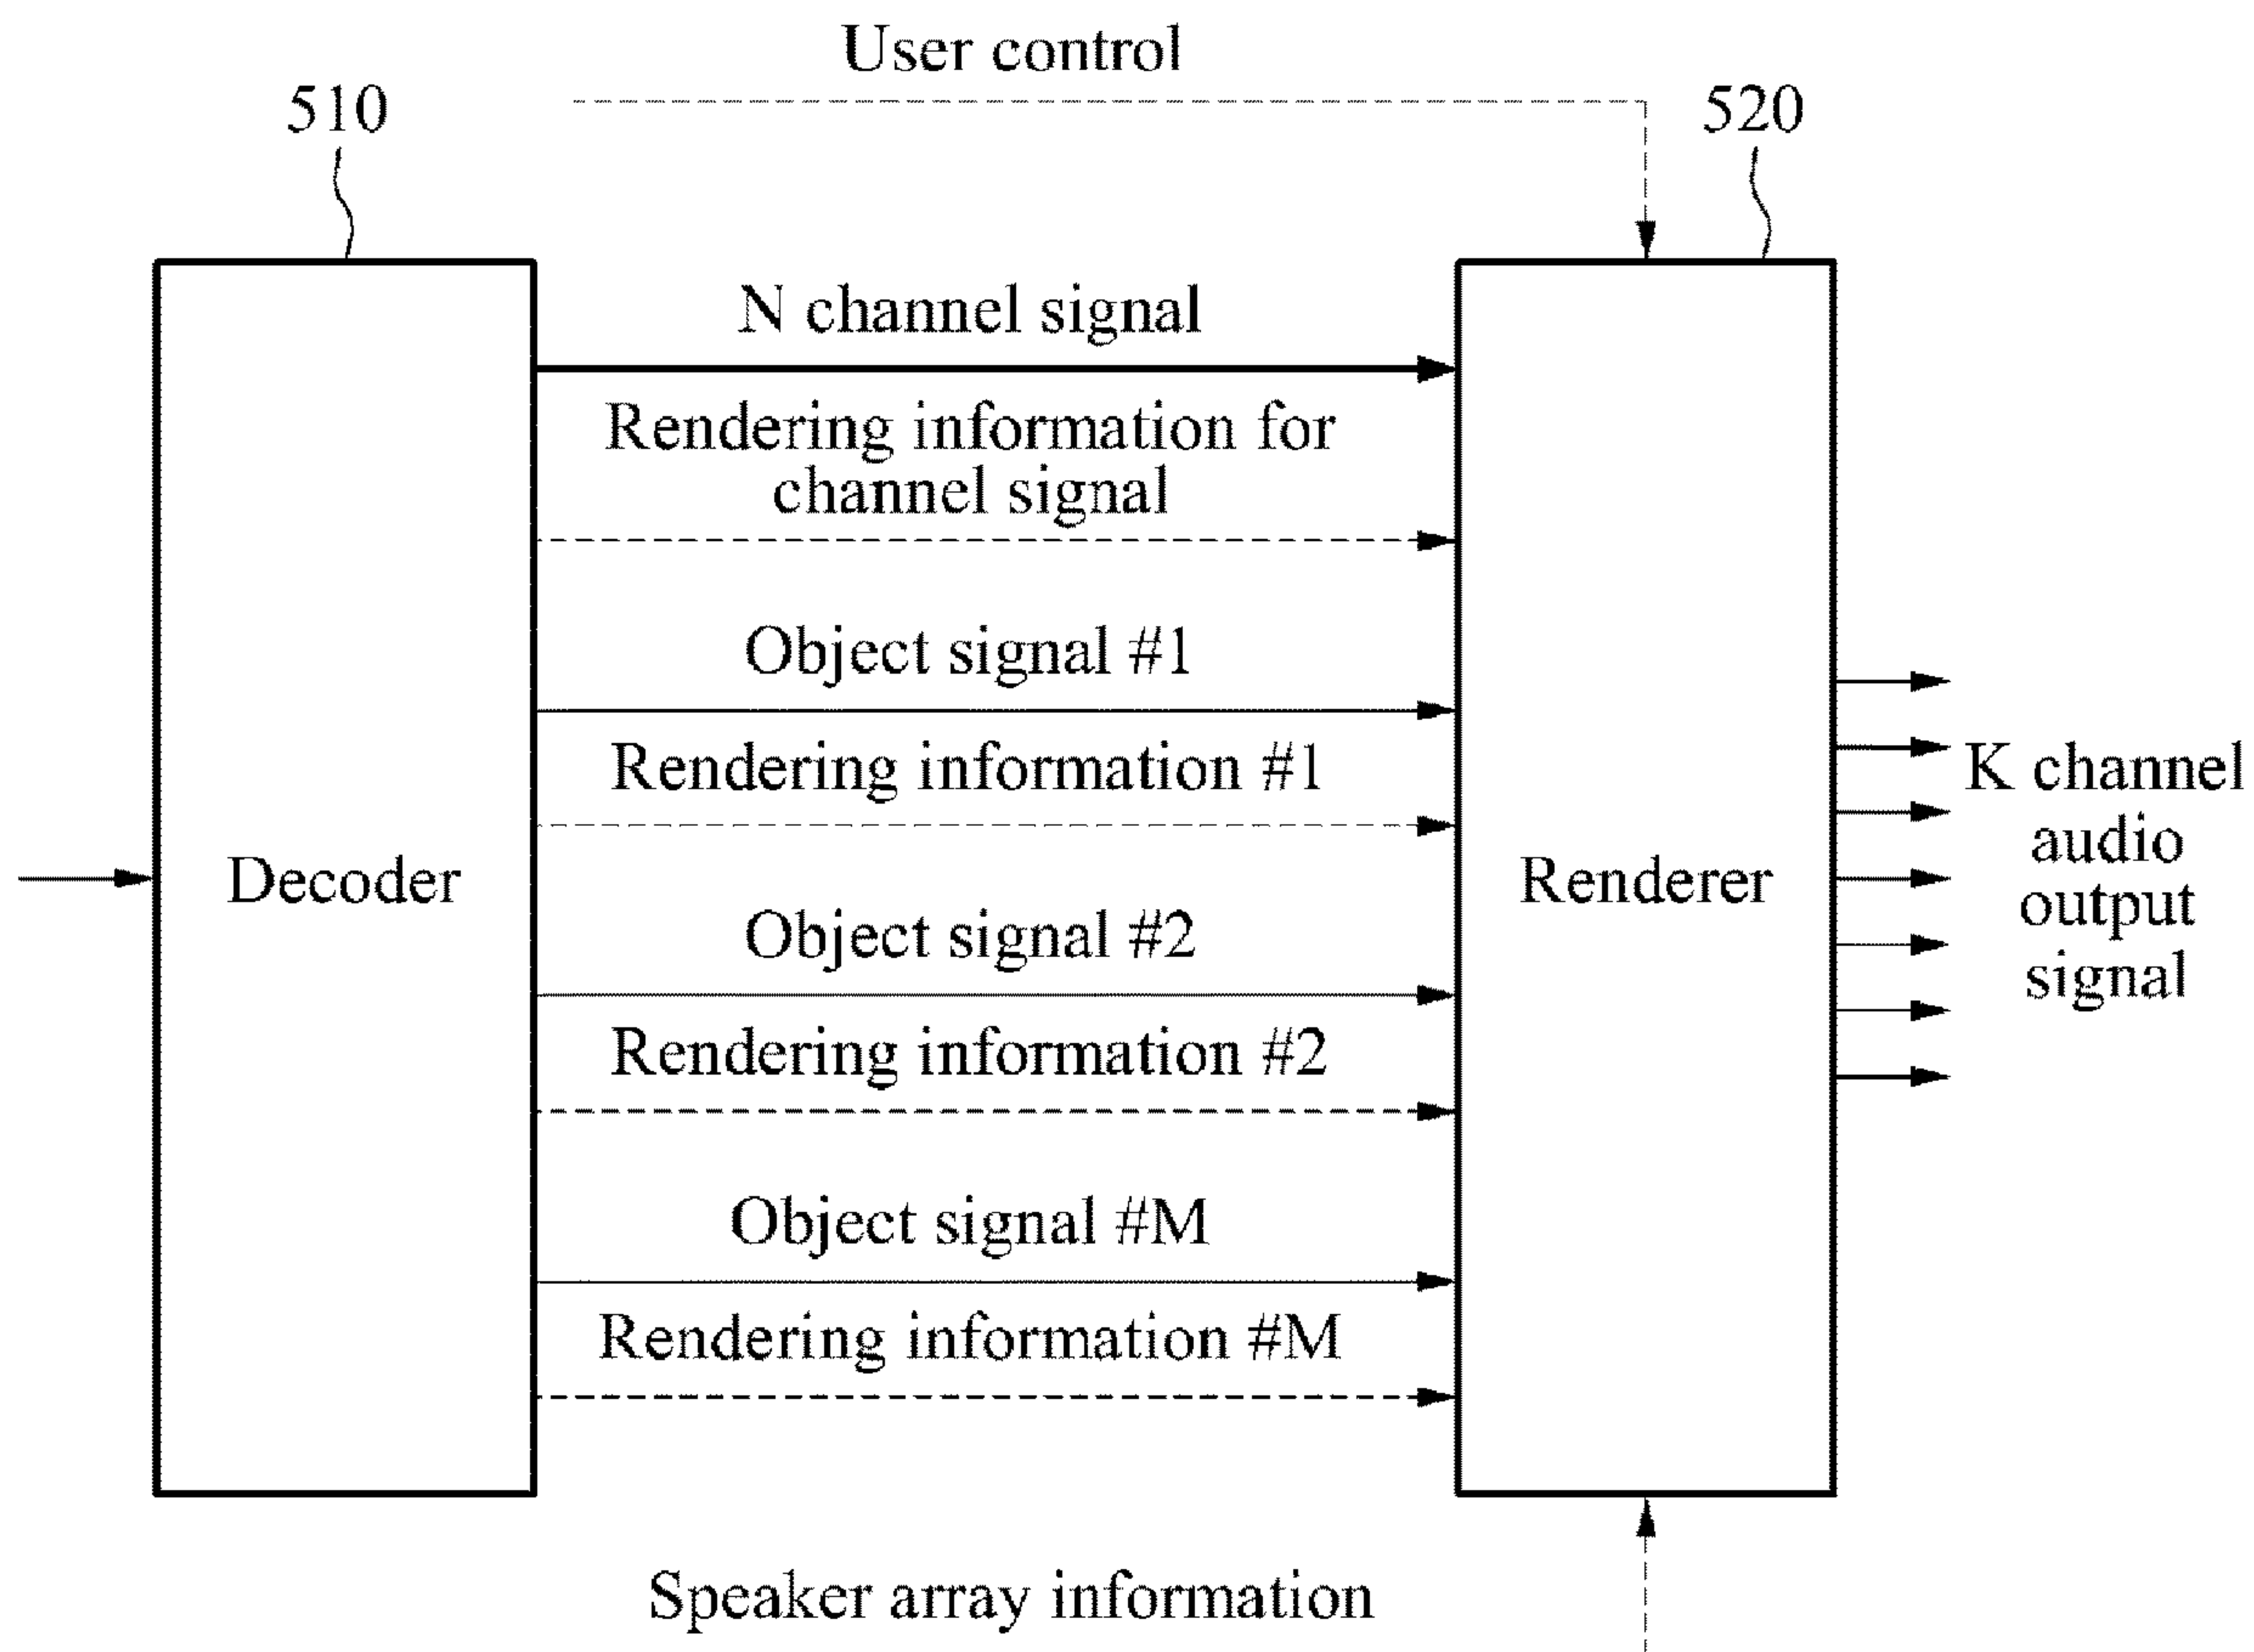 User control
510
520
N channel signal
Rendering information for
channel signal
Object signal #1
Rendering information #1
Object signal #2
Rendering information #2
Object signal #M
Rendering information #M
Decoder
Renderer
K channel
audio
output
signal
Speaker array information